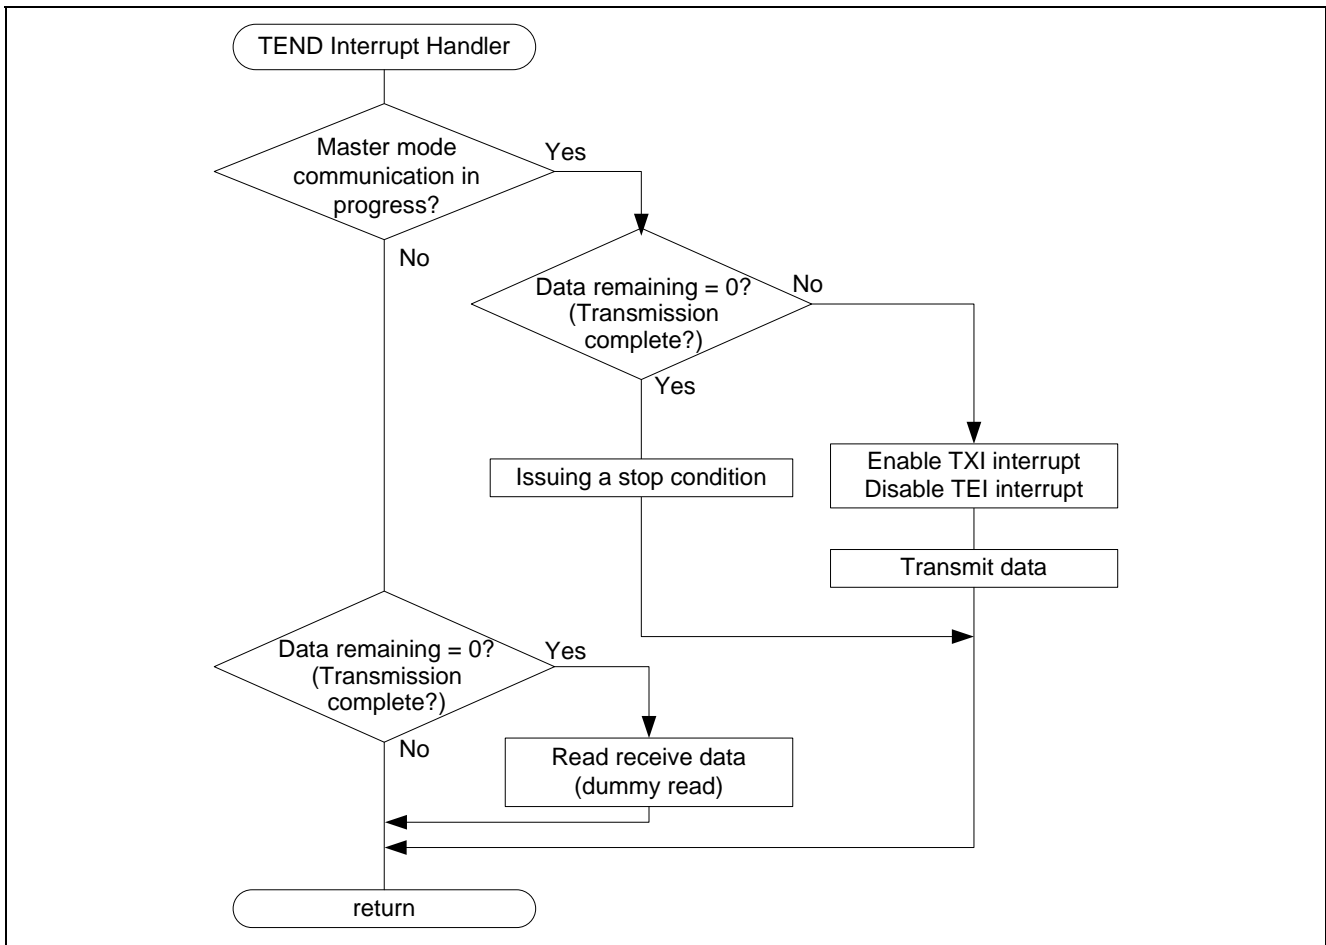 TEND Interrupt Handler
Master mode
communication in
progress?
Yes
No
Data remaining = 0?
(Transmission
complete?)
No
Yes
Issuing a stop condition
Enable TXI interrupt
Disable TEI interrupt
Transmit data
Data remaining = 0?
(Transmission
complete?)
Yes
No
Read receive data
(dummy read)
return